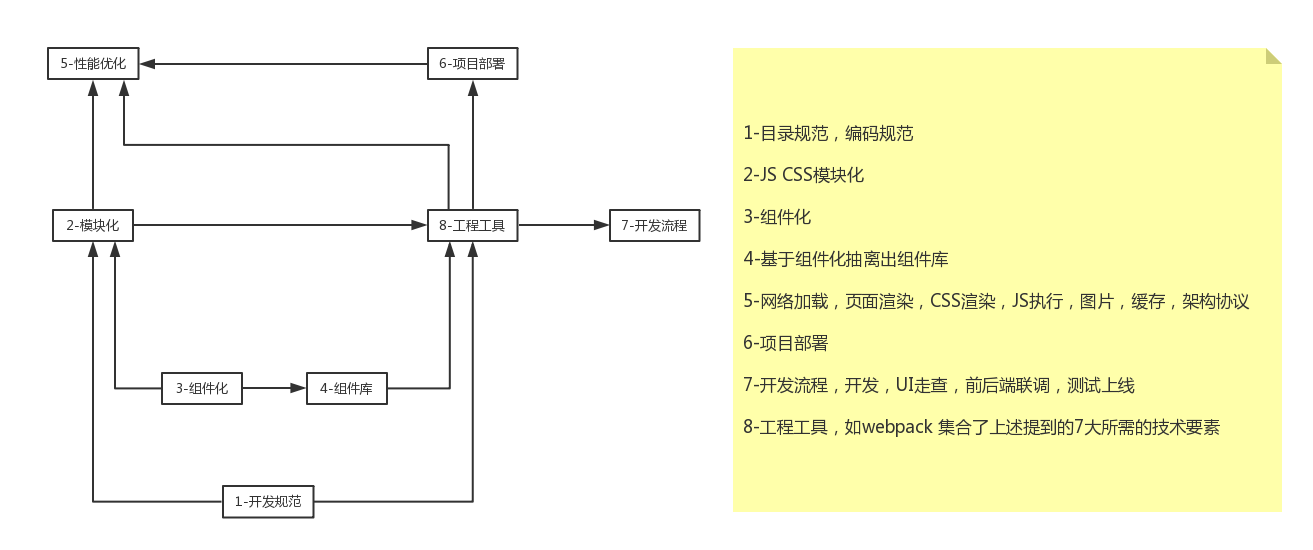 5-性能优化
6-项目部署
2-模块化
8-工程工具
7-开发流程
3-组件化
4-组件库
1-开发规范
1-目录规范，编码规范
2-JS CSS模块化
3-组件化
4-基于组件化抽离出组件库
5-网络加载，页面渲染，CSS渲染，JS执行，图片，缓存，架构协议
6-项目部署
7-开发流程，开发，UI走查，前后端联调，测试上线
8-工程工具，如webpack 集合了上述提到的7大所需的技术要素